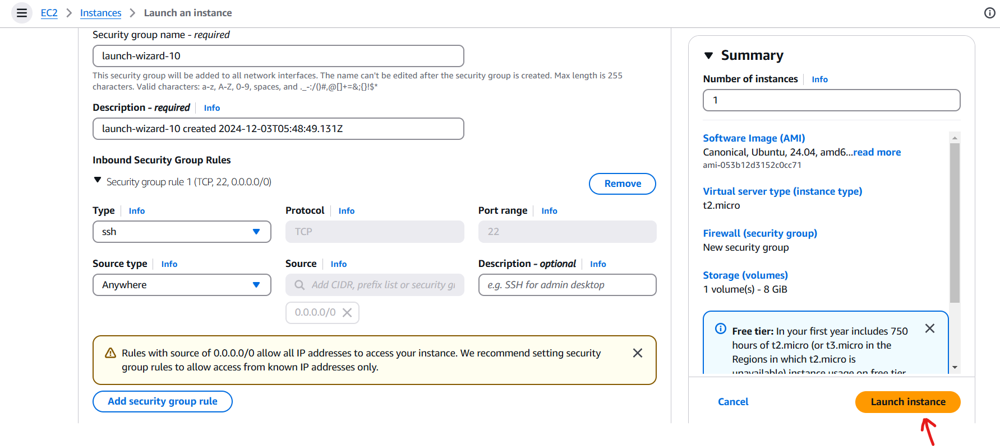 EC2 > Instances > Launch an instance
Security group name - required
launch-wizard-10
This security group will be added to all network interfaces. The name can't be edited after the security group is created. Max length is 255
characters. Valid characters: a-z, A-Z, 0-9, spaces, and ._-:/()#,@[]+=&;{}!$*
Description - required Info
launch-wizard-10 created 2024-12-03T05:48:49.131Z
Inbound Security Group Rules
Security group rule 1 (TCP, 22, 0.0.0.0/0)
Remove
Type Info
Protocol Info
Port range Info
ssh
TCP
22
Source type Info
Source Info
Description - optional Info
Anywhere
Add CIDR, prefix list or security
e.g. SSH for admin desktop
0.0.0.0/0
Rules with source of 0.0.0.0/0 allow all IP addresses to access your instance. We recommend setting security
group rules to allow access from known IP addresses only.
Add security group rule
Summary
Number of instances Info
1
Software Image (AMI)
Canonical, Ubuntu, 24.04, amd6...read more
ami-053b12d3152c0cc71
Virtual server type (instance type)
t2.micro
Firewall (security group)
New security group
Storage (volumes)
1 volume(s) - 8 GiB
Free tier: In your first year includes 750
hours of t2.micro (or t3.micro in the
Regions in which t2.micro is
unavailable) instance usage on free tier
Cancel
Launch instance